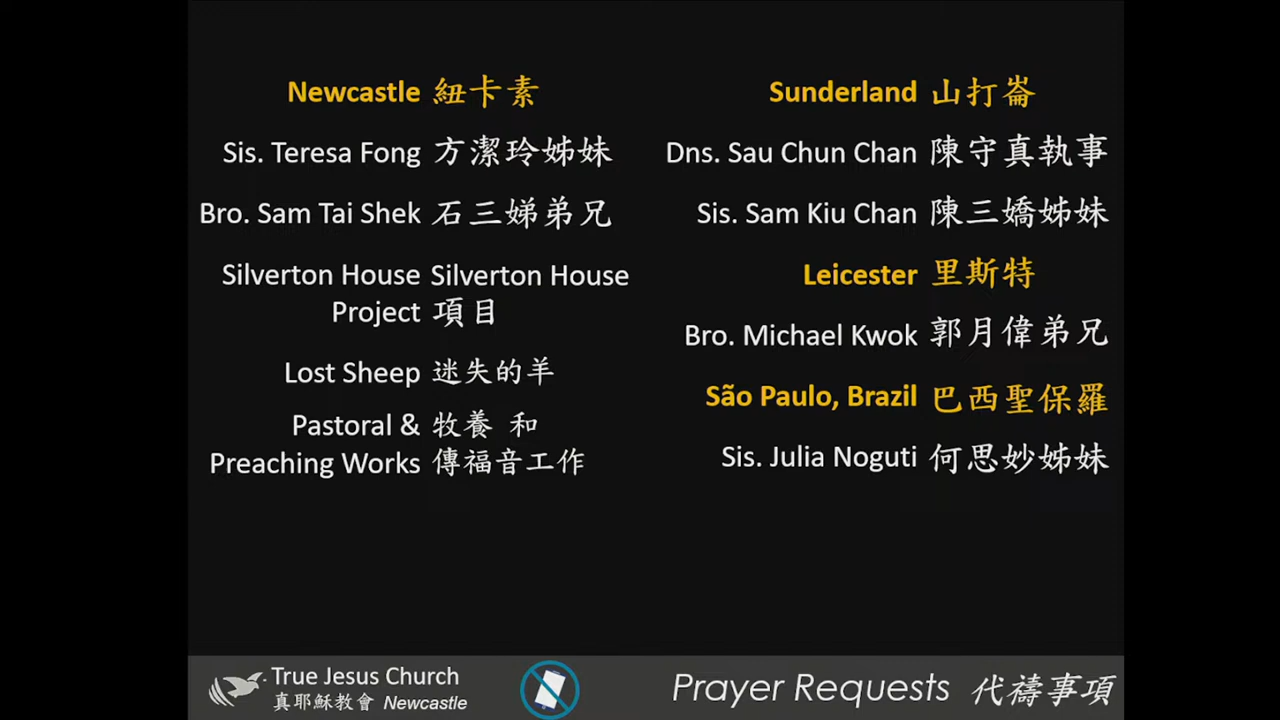 Newcastle 紐卡素
Sis. Teresa Fong 方潔玲姊妹
Bro. Sam Tai Shek 石三娣弟兄
Silverton House Silverton House
Project 項目
Lost Sheep 迷失的羊
Pastoral & 牧養 和
Preaching Works 傳福音工作
Sunderland 山打崙
Dns. Sau Chun Chan 陳守真執事
Sis. Sam Kiu Chan 陳三嬌姊妹
Leicester 里斯特
Bro. Michael Kwok 郭月偉弟兄
São Paulo, Brazil 巴西聖保羅
Sis. Julia Noguti 何思妙姊妹
True Jesus Church
真耶穌教會 Newcastle
Prayer Requests 代禱事項